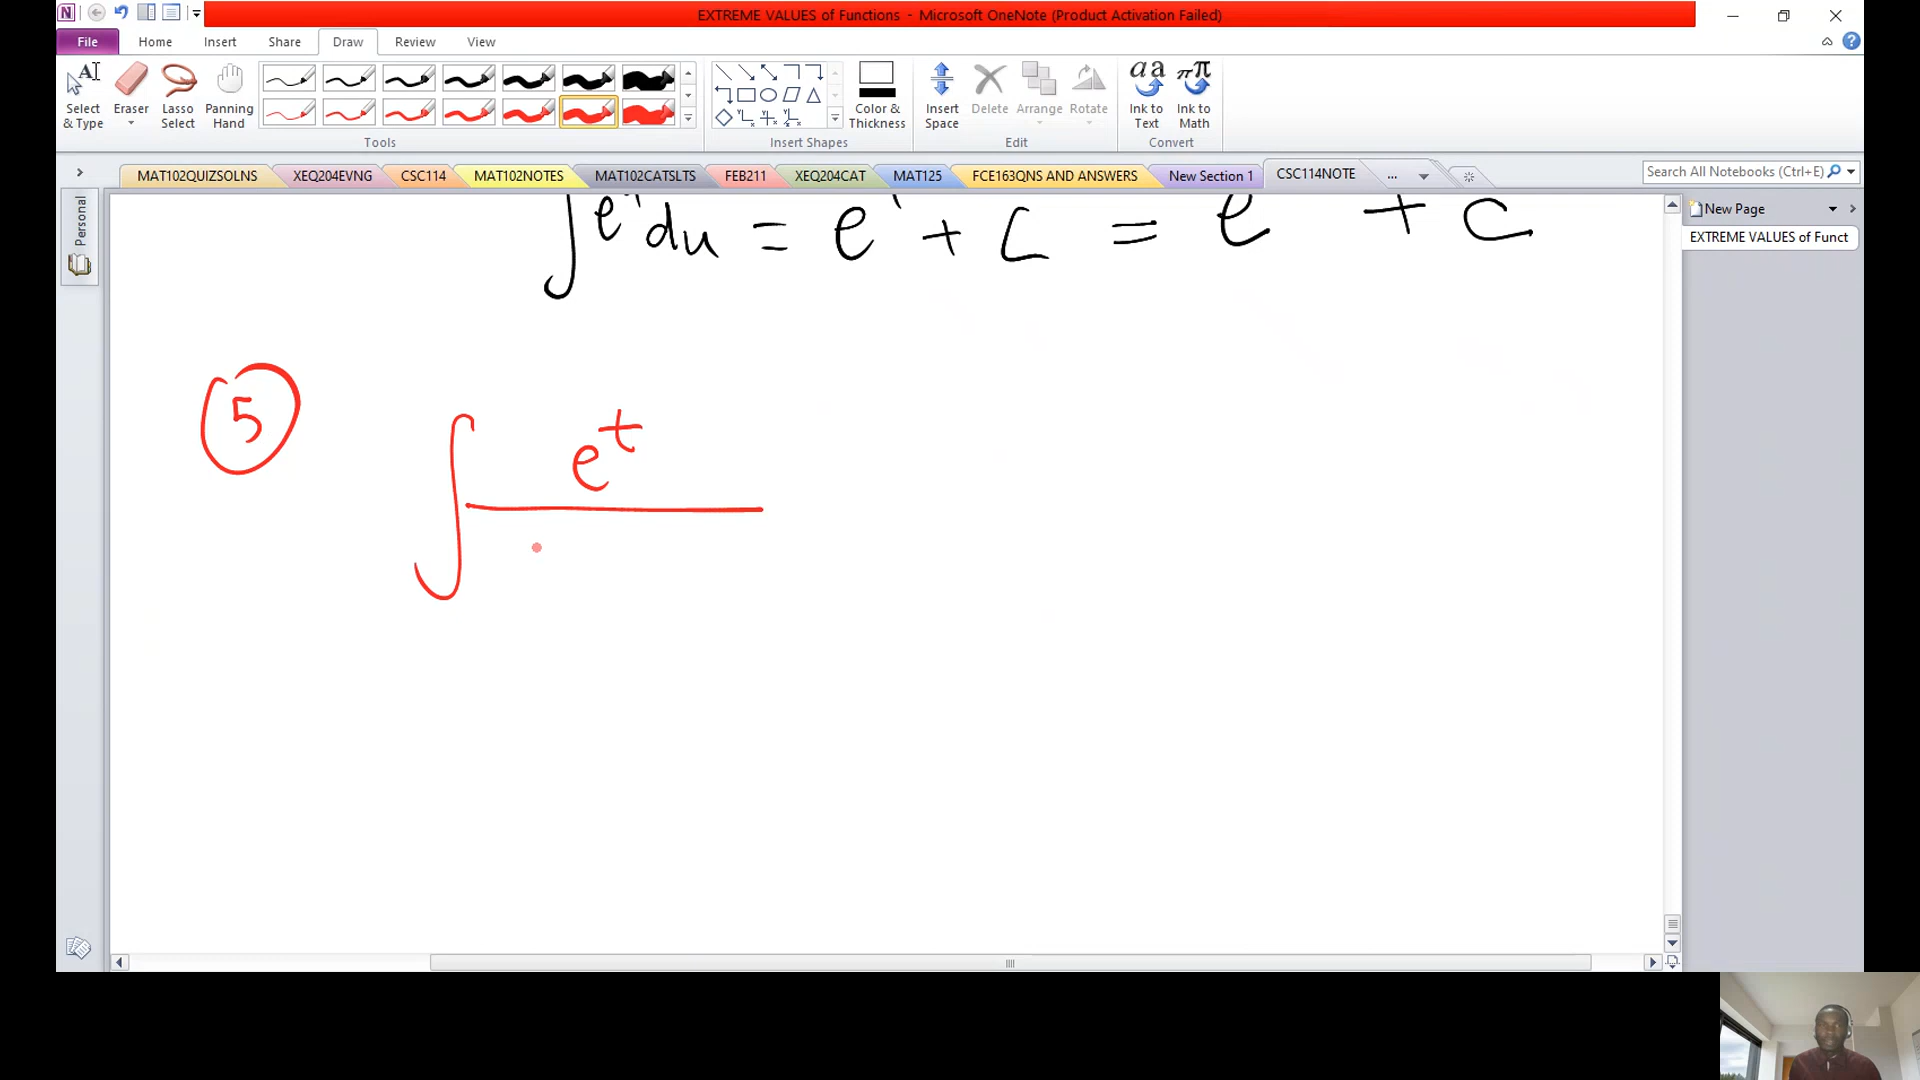 EXTREME VALUES of Functions - Microsoft OneNote (Product Activation Failed)
File Home Insert Share Draw Review View
Select & Type Eraser Lasso Select Panning Hand
Color & Thickness
Insert Space Delete Arrange Rotate
aa ππ
Ink to Text Ink to Math
Tools Insert Shapes Edit Convert
MAT102QUIZSOLNS XEQ204EVNG CSC114 MAT102NOTES MAT102CATSLTS FEB211 XEQ204CAT MAT125 FCE163QNS AND ANSWERS New Section 1 CSC114NOTE ...
Search All Notebooks (Ctrl+E)
Personal
New Page
EXTREME VALUES of Funct
du = e + C = e + C
5
∫ e^t